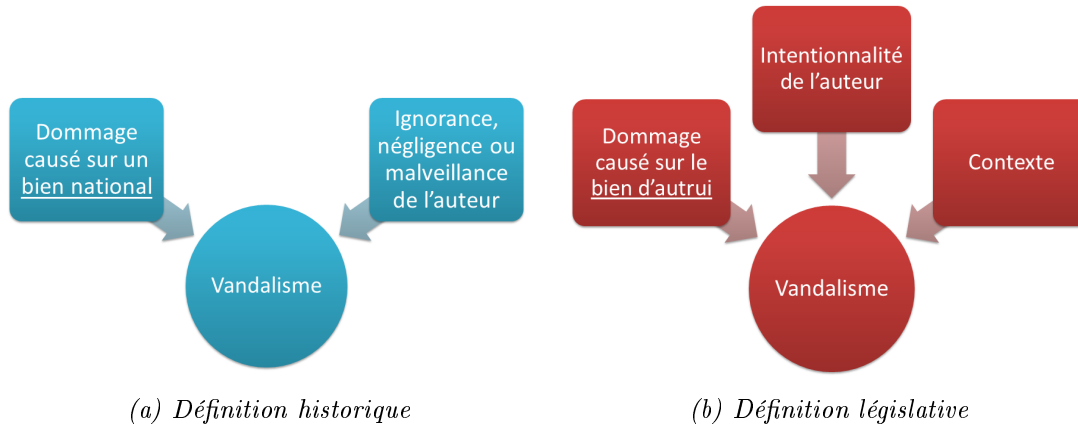 Dommage
causé sur un
bien national
Ignorance,
négligence ou
malveillance
de l'auteur
Vandalisme
(a) Définition historique
Dommage
causé sur le
bien d'autrui
Intentionnalité
de l'auteur
Contexte
Vandalisme
(b) Définition législative